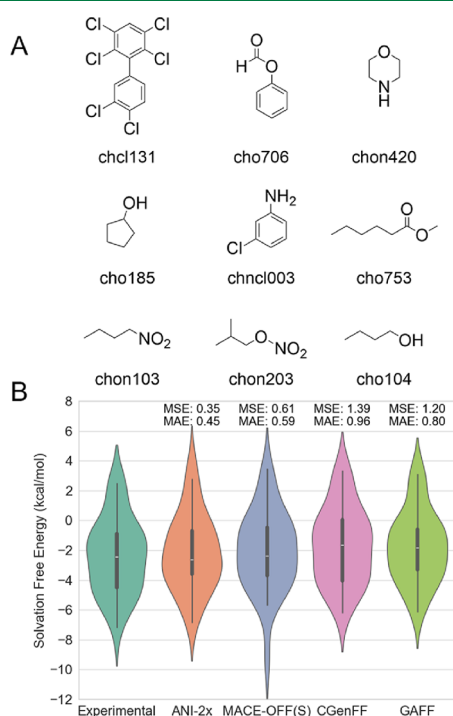 A
Cl Cl
Cl Cl
Cl
Cl
O
H O
O
N
H
chcl131 cho706 chon420
OH
NH2
Cl
O
O
cho185 chncl003 cho753
NO2
O
NO2
OH
chon103 chon203 cho104
B
MSE: 0.35 MSE: 0.61 MSE: 1.39 MSE: 1.20
MAE: 0.45 MAE: 0.59 MAE: 0.96 MAE: 0.80
Solvation Free Energy (kcal/mol)
8
6
4
2
0
−2
−4
−6
−8
−10
−12
Experimental ANI-2x MACE-OFF(S) CGenFF GAFF